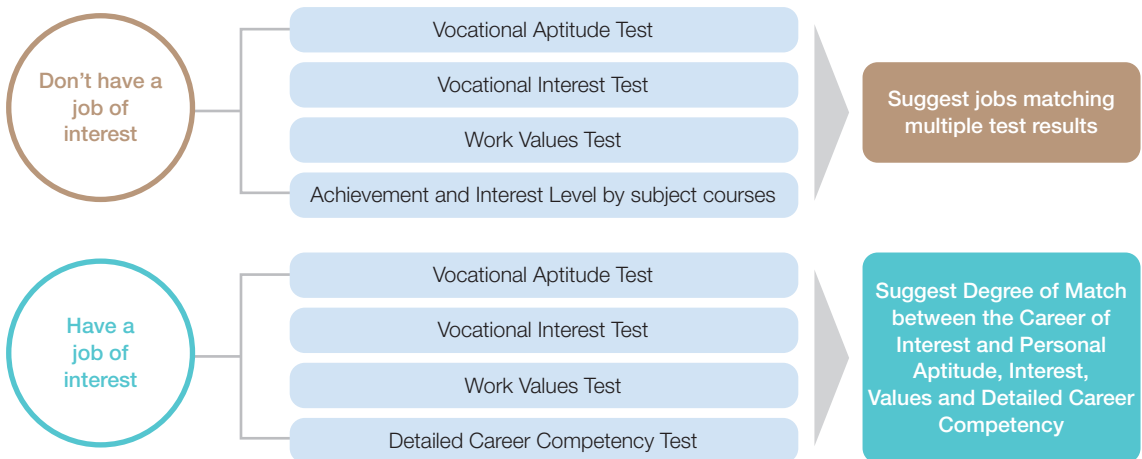 Don't have a
job of
interest
Vocational Aptitude Test
Vocational Interest Test
Work Values Test
Achievement and Interest Level by subject courses
Suggest jobs matching
multiple test results
Have a
job of
interest
Vocational Aptitude Test
Vocational Interest Test
Work Values Test
Detailed Career Competency Test
Suggest Degree of Match
between the Career of
Interest and Personal
Aptitude, Interest,
Values and Detailed Career
Competency